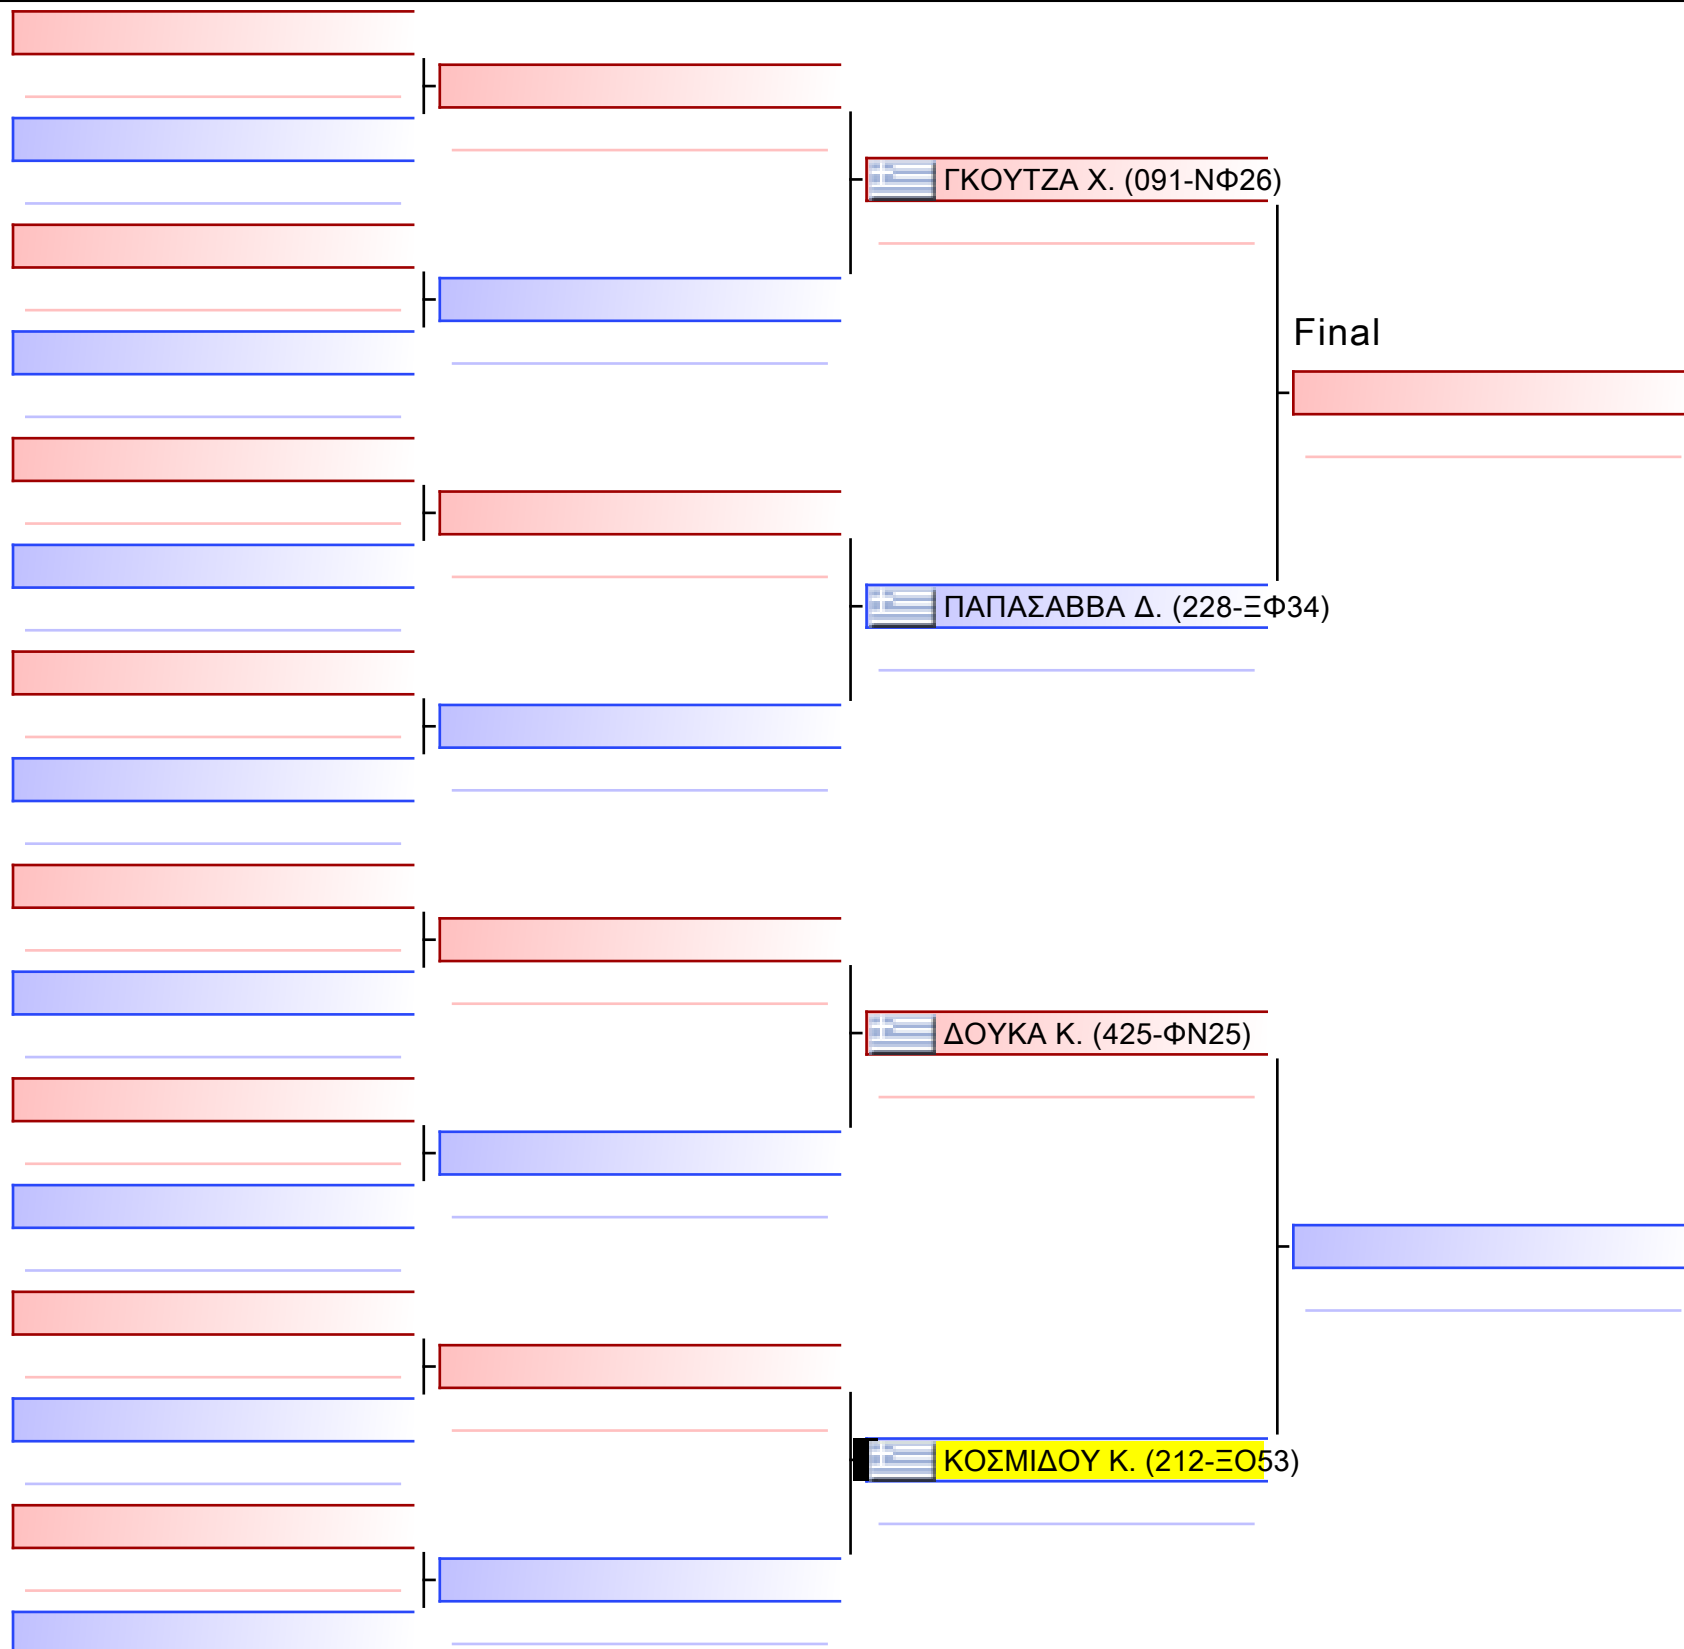 ΓΚΟΥΤΖΑ Χ. (091-ΝΦ26)
Final
ΠΑΠΑΣΑΒΒΑ Δ. (228-ΞΦ34)
ΔΟΥΚΑ Κ. (425-ΦΝ25)
ΚΟΣΜΙΔΟΥ Κ. (212-ΞΟ53)